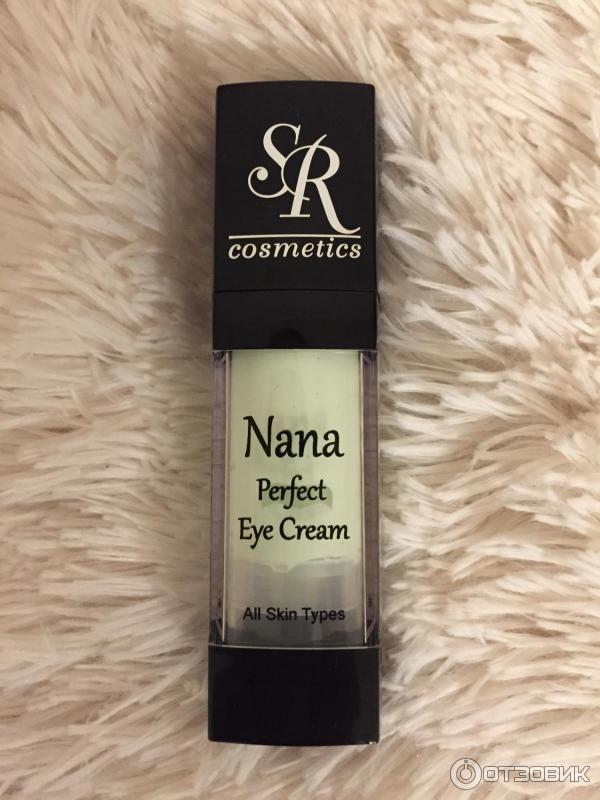 SR
cosmetics
Nana
Perfect
Eye Cream
All Skin Types
ОТЗОВИК